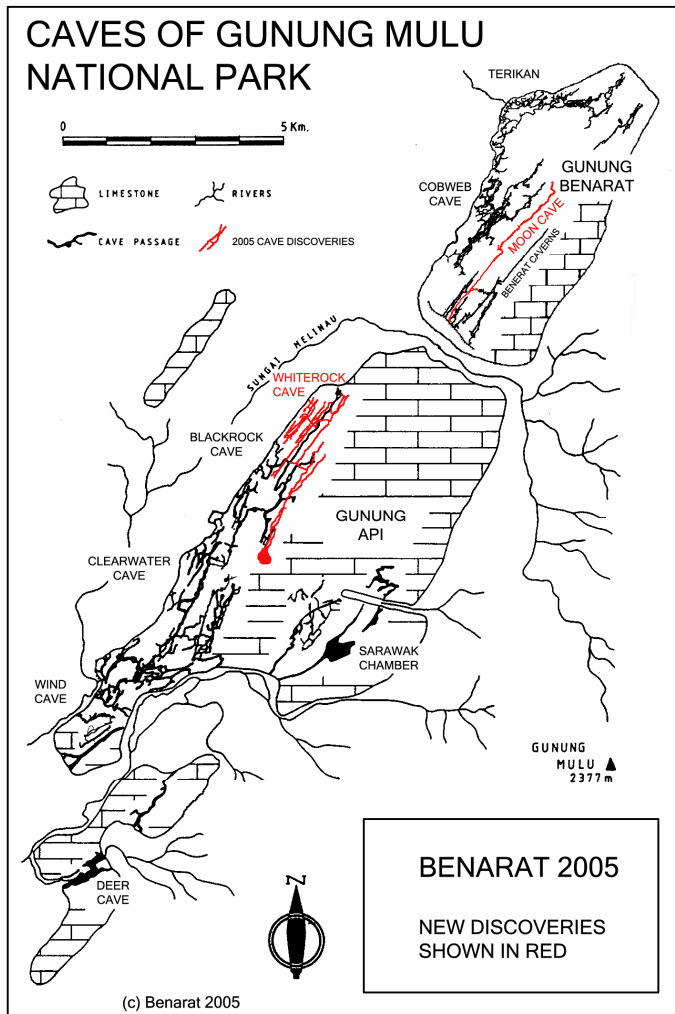 CAVES OF GUNUNG MULU
NATIONAL PARK
0 5 Km.
LIMESTONE
RIVERS
CAVE PASSAGE
2005 CAVE DISCOVERIES
TERIKAN
GUNUNG
BENARAT
COBWEB
CAVE
MOON CAVE
BENERAT CAVERNS
SUNGAI MELINAU
WHITEROCK
CAVE
BLACKROCK
CAVE
GUNUNG
API
CLEARWATER
CAVE
SARAWAK
CHAMBER
WIND
CAVE
GUNUNG
MULU
2377m
DEER
CAVE
N
BENARAT 2005
NEW DISCOVERIES
SHOWN IN RED
(c) Benarat 2005